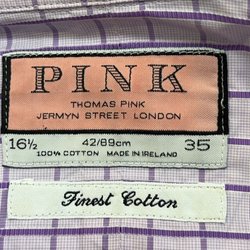 PINK
THOMAS PINK
JERMYN STREET LONDON
16½ 42/89cm 35
100% COTTON MADE IN IRELAND
Finest Cotton